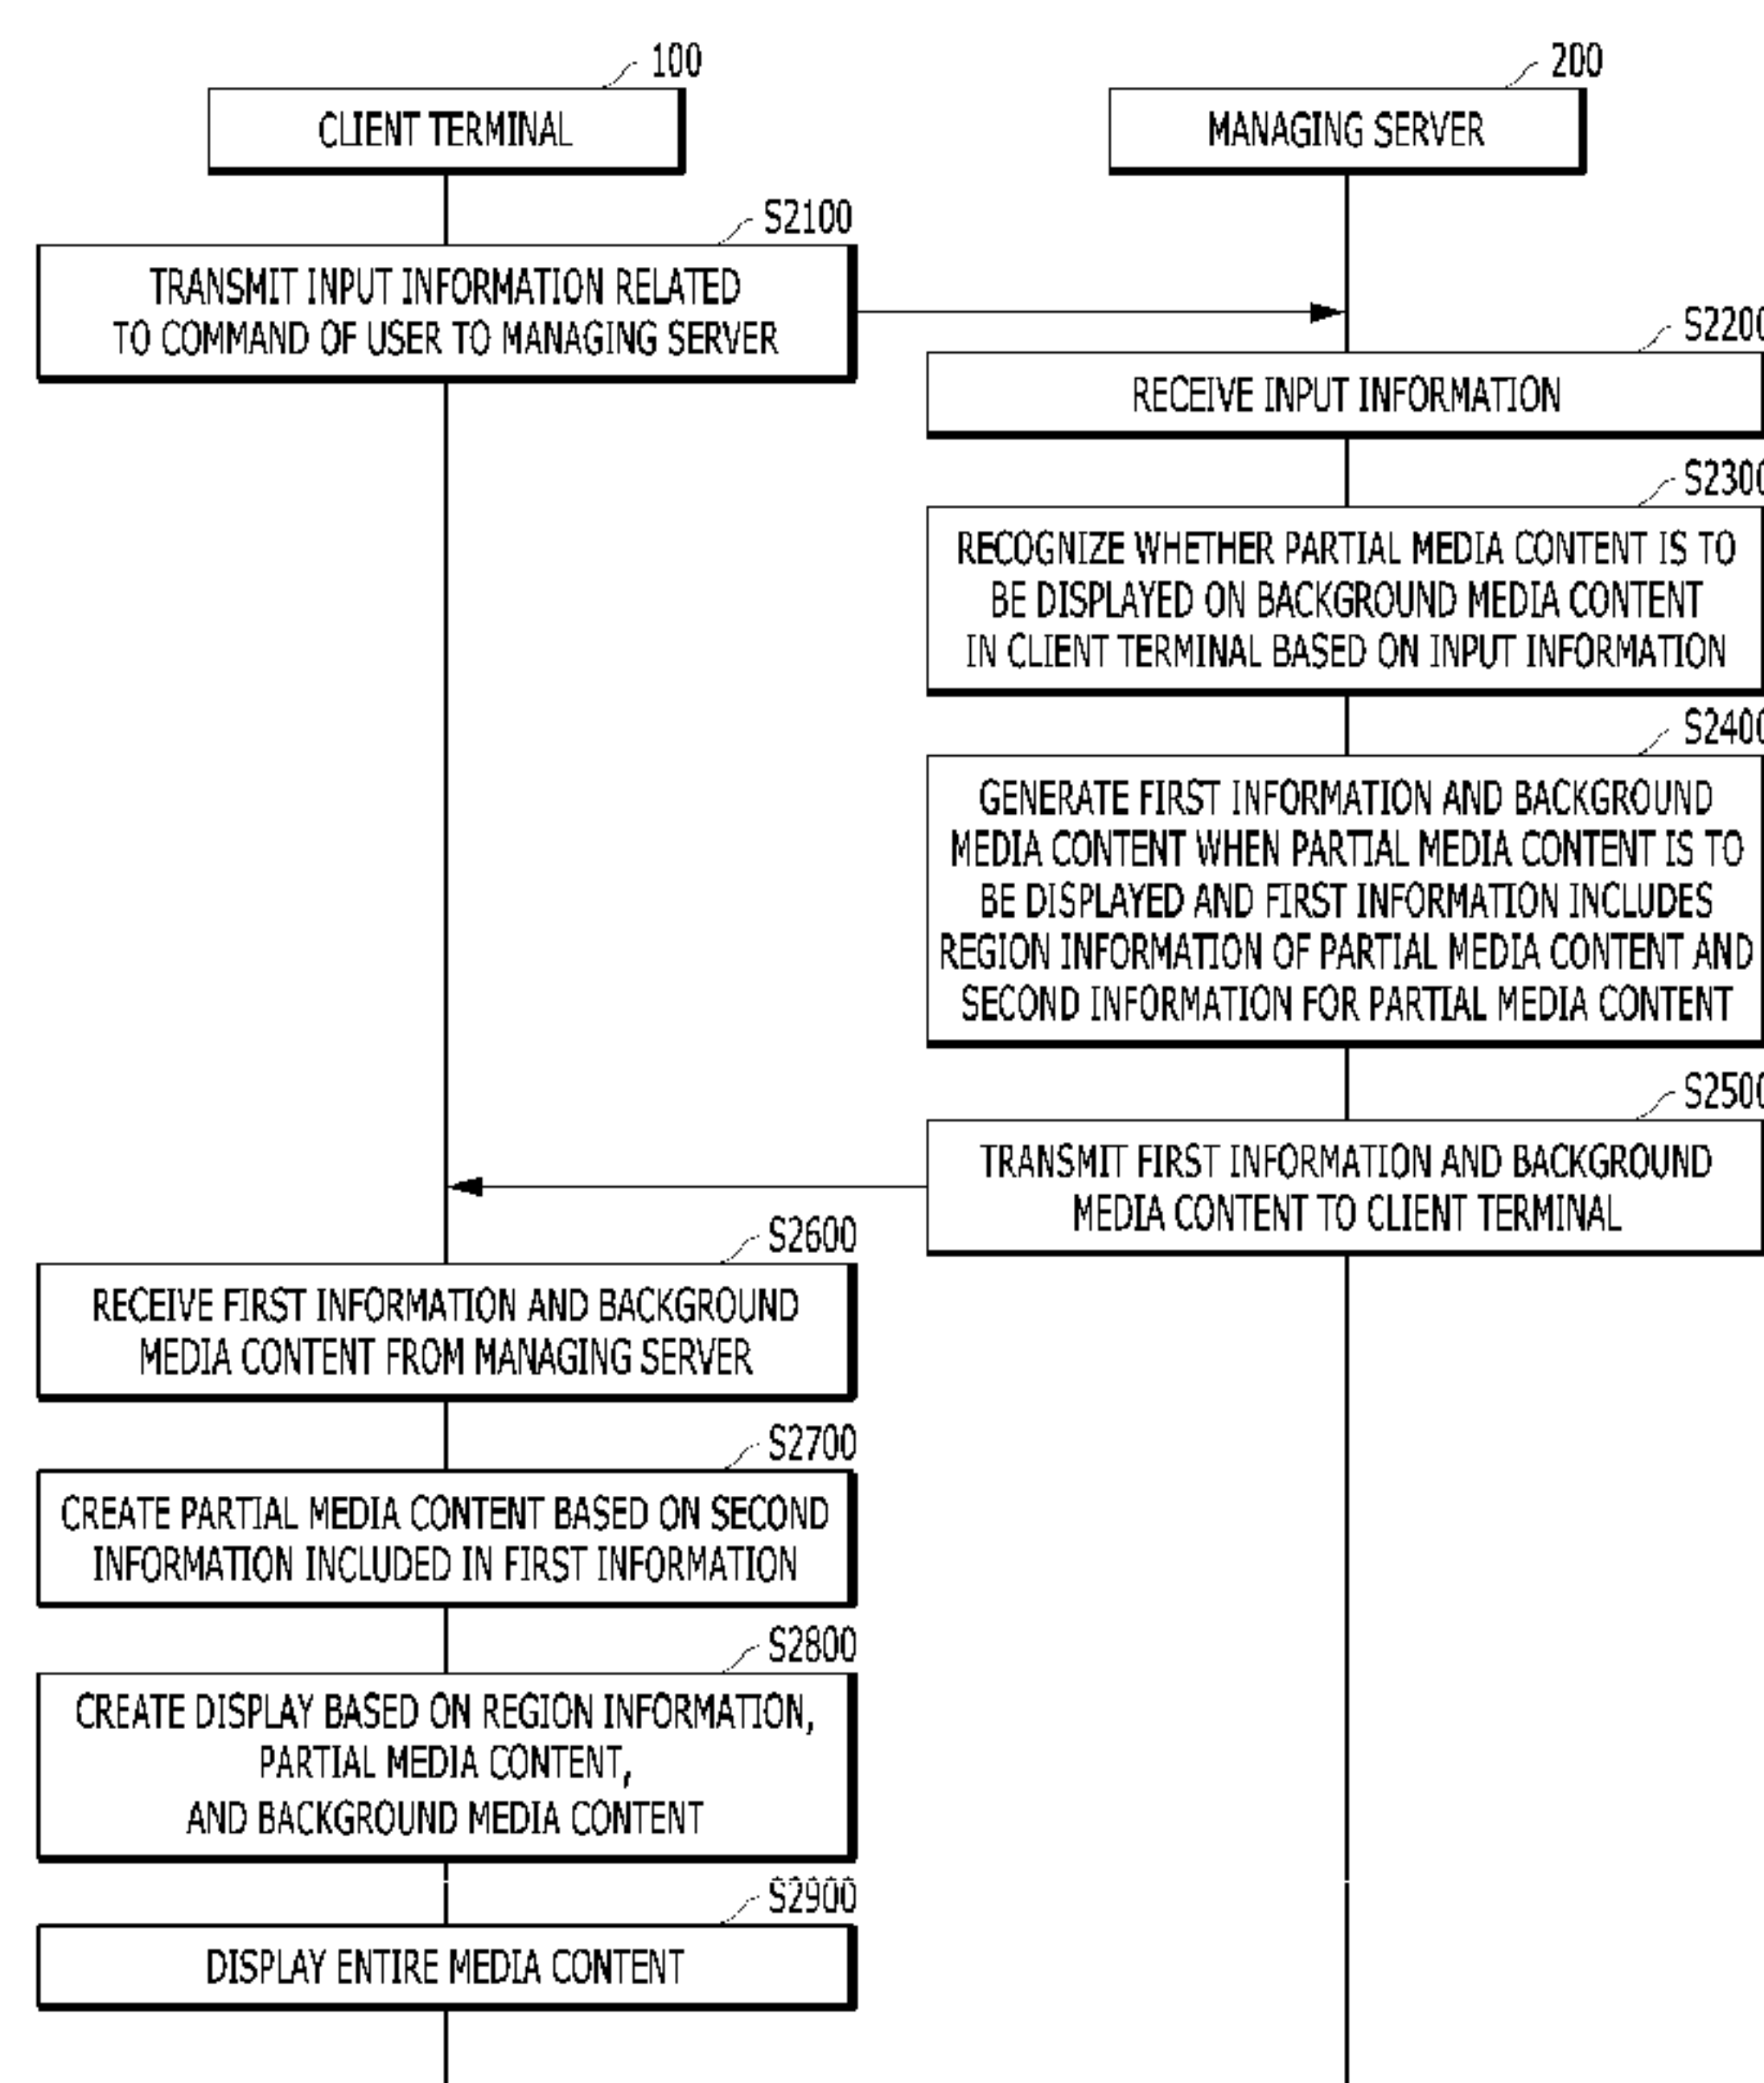 100
200
CLIENT TERMINAL
MANAGING SERVER
S2100
TRANSMIT INPUT INFORMATION RELATED
TO COMMAND OF USER TO MANAGING SERVER
S2200
RECEIVE INPUT INFORMATION
S2300
RECOGNIZE WHETHER PARTIAL MEDIA CONTENT IS TO
BE DISPLAYED ON BACKGROUND MEDIA CONTENT
IN CLIENT TERMINAL BASED ON INPUT INFORMATION
S2400
GENERATE FIRST INFORMATION AND BACKGROUND
MEDIA CONTENT WHEN PARTIAL MEDIA CONTENT IS TO
BE DISPLAYED AND FIRST INFORMATION INCLUDES
REGION INFORMATION OF PARTIAL MEDIA CONTENT AND
SECOND INFORMATION FOR PARTIAL MEDIA CONTENT
S2500
TRANSMIT FIRST INFORMATION AND BACKGROUND
MEDIA CONTENT TO CLIENT TERMINAL
S2600
RECEIVE FIRST INFORMATION AND BACKGROUND
MEDIA CONTENT FROM MANAGING SERVER
S2700
CREATE PARTIAL MEDIA CONTENT BASED ON SECOND
INFORMATION INCLUDED IN FIRST INFORMATION
S2800
CREATE DISPLAY BASED ON REGION INFORMATION,
PARTIAL MEDIA CONTENT,
AND BACKGROUND MEDIA CONTENT
S2900
DISPLAY ENTIRE MEDIA CONTENT